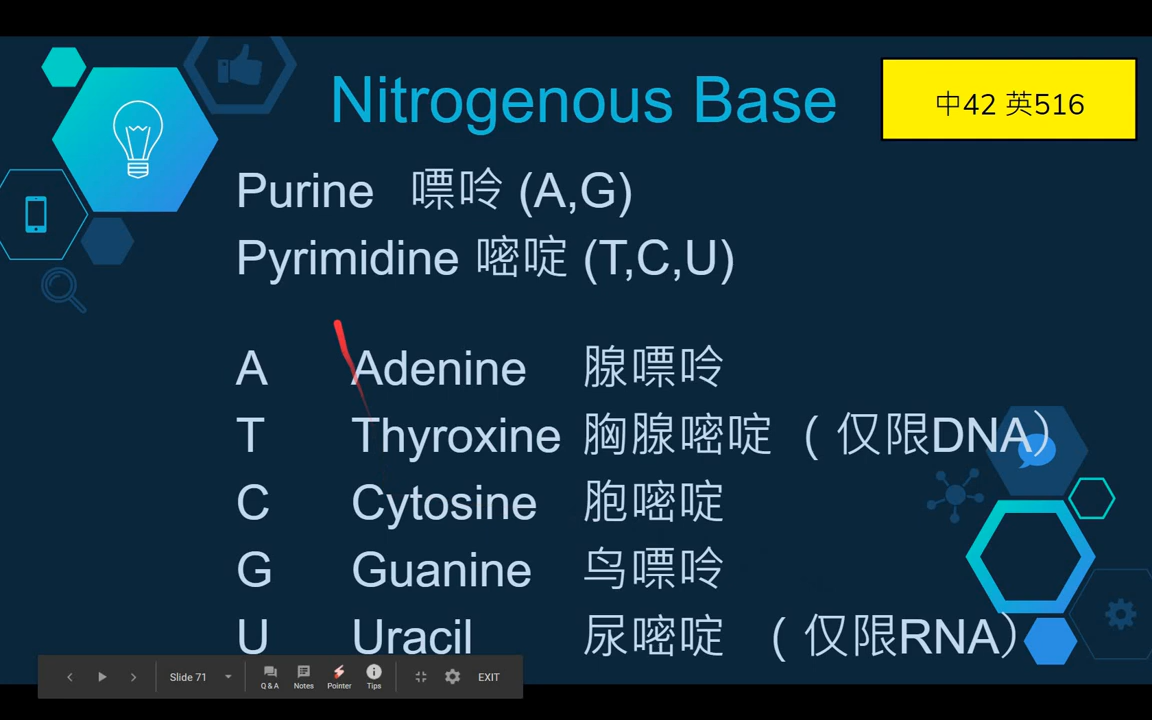 Nitrogenous Base
中42 英516
Purine 嘌呤 (A,G)
Pyrimidine 嘧啶 (T,C,U)
A Adenine 腺嘌呤
T Thyroxine 胸腺嘧啶 (仅限DNA)
C Cytosine 胞嘧啶
G Guanine 鸟嘌呤
U Uracil 尿嘧啶 (仅限RNA)
Slide 71 Q & A Notes Pointer Tips EXIT